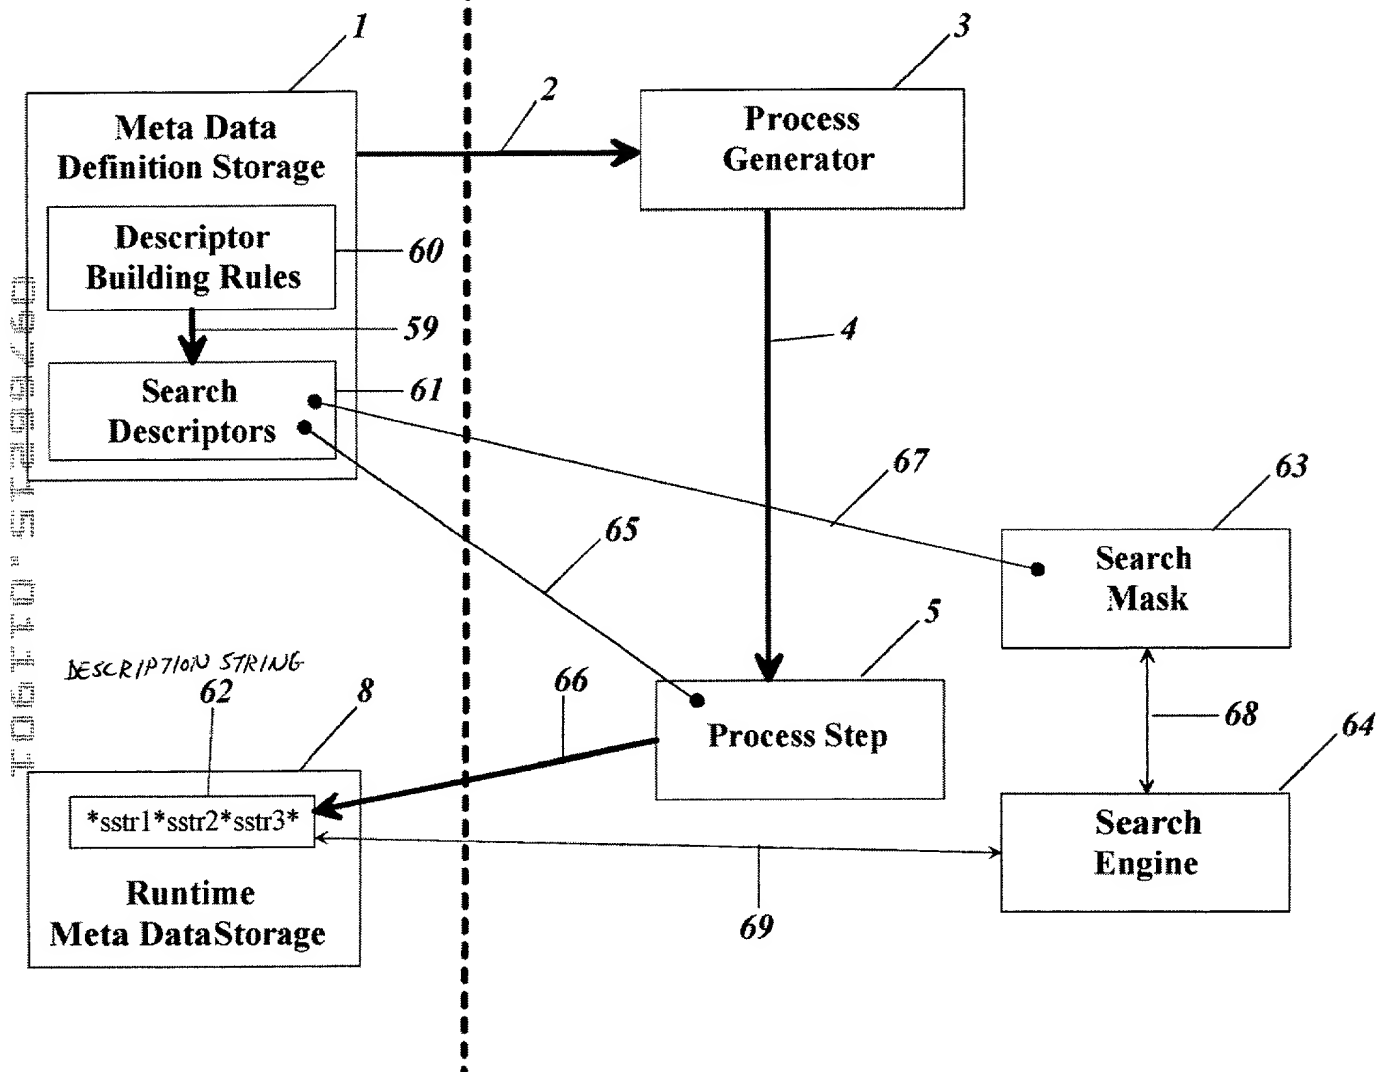 1
Meta Data
Definition Storage
2
3
Process
Generator
Descriptor
Building Rules
60
59
4
Search
Descriptors
61
67
63
Search
Mask
65
5
DESCRIPTION STRING
62
8
66
Process Step
68
64
*sstr1*sstr2*sstr3*
Search
Engine
Runtime
Meta DataStorage
69